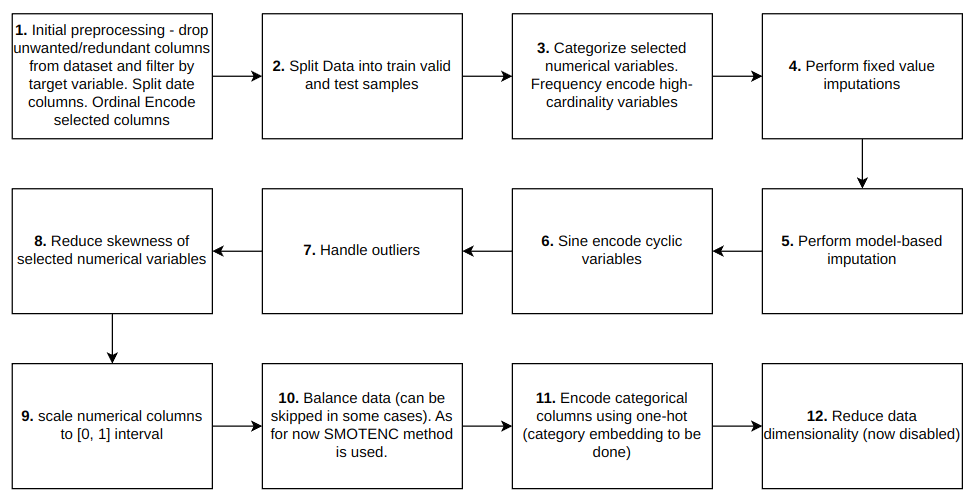 1. Initial preprocessing - drop
unwanted/redundant columns
from dataset and filter by
target variable. Split date
columns. Ordinal Encode
selected columns
2. Split Data into train valid
and test samples
3. Categorize selected
numerical variables.
Frequency encode high-
cardinality variables
4. Perform fixed value
imputations
5. Perform model-based
imputation
6. Sine encode cyclic
variables
7. Handle outliers
8. Reduce skewness of
selected numerical variables
9. scale numerical columns
to [0, 1] interval
10. Balance data (can be
skipped in some cases). As
for now SMOTENC method
is used.
11. Encode categorical
columns using one-hot
(category embedding to be
done)
12. Reduce data
dimensionality (now disabled)